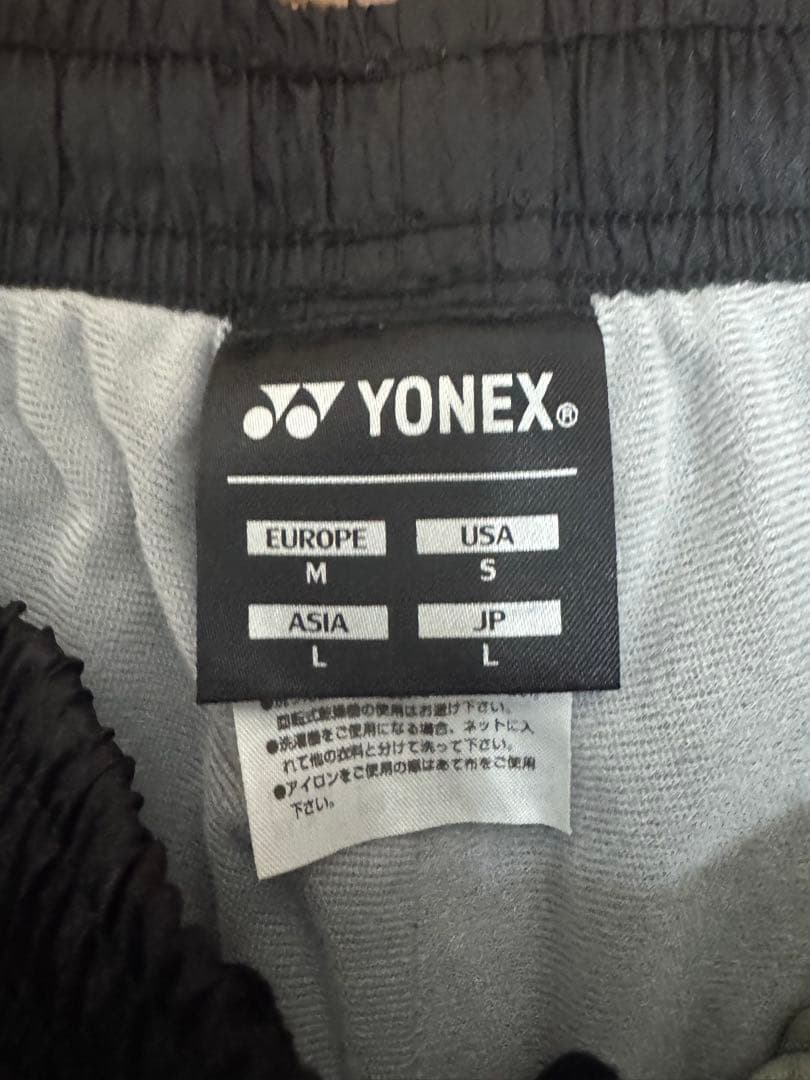 YONEX®
EUROPE USA
M S
ASIA JP
L L
回転式乾燥機の使用はお避け下さい。
●洗濯機をご使用になる場合、ネットに入
れて他の衣料と分けて洗って下さい。
●アイロンをご使用の際はあて布をご使用
下さい。